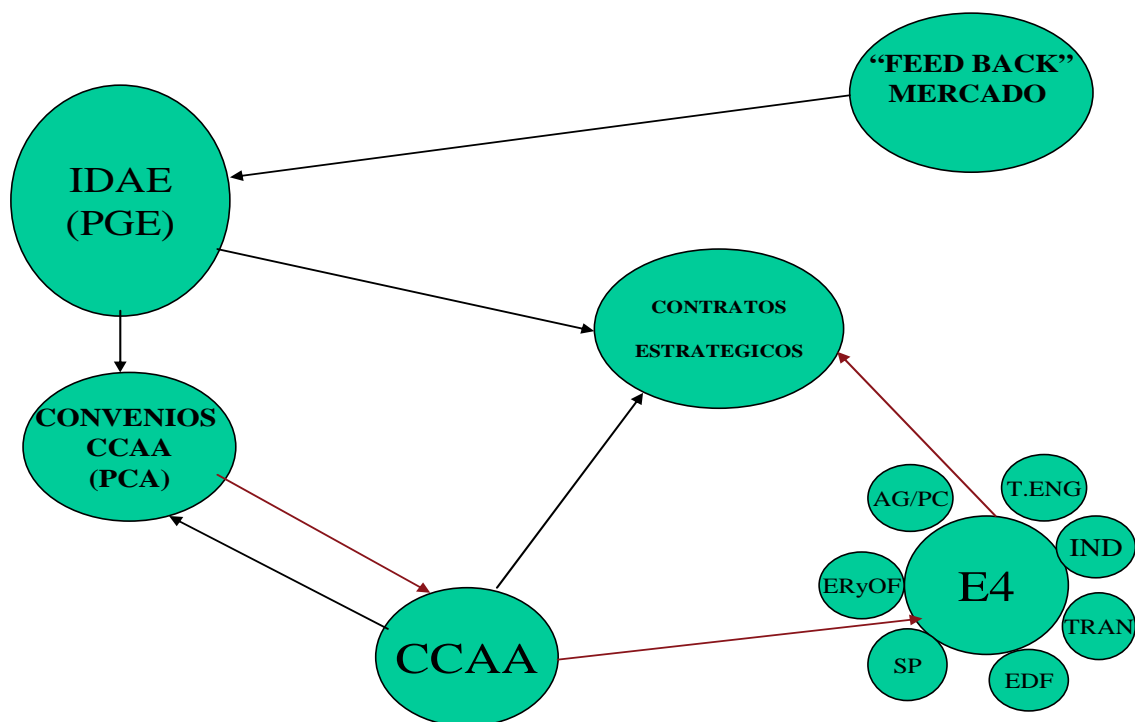 “FEED BACK”
MERCADO
IDAE
(PGE)
CONTRATOS
ESTRATEGICOS
CONVENIOS
CCAA
(PCA)
AG/PC
T.ENG
IND
ERyOF
E4
TRAN
SP
EDF
CCAA